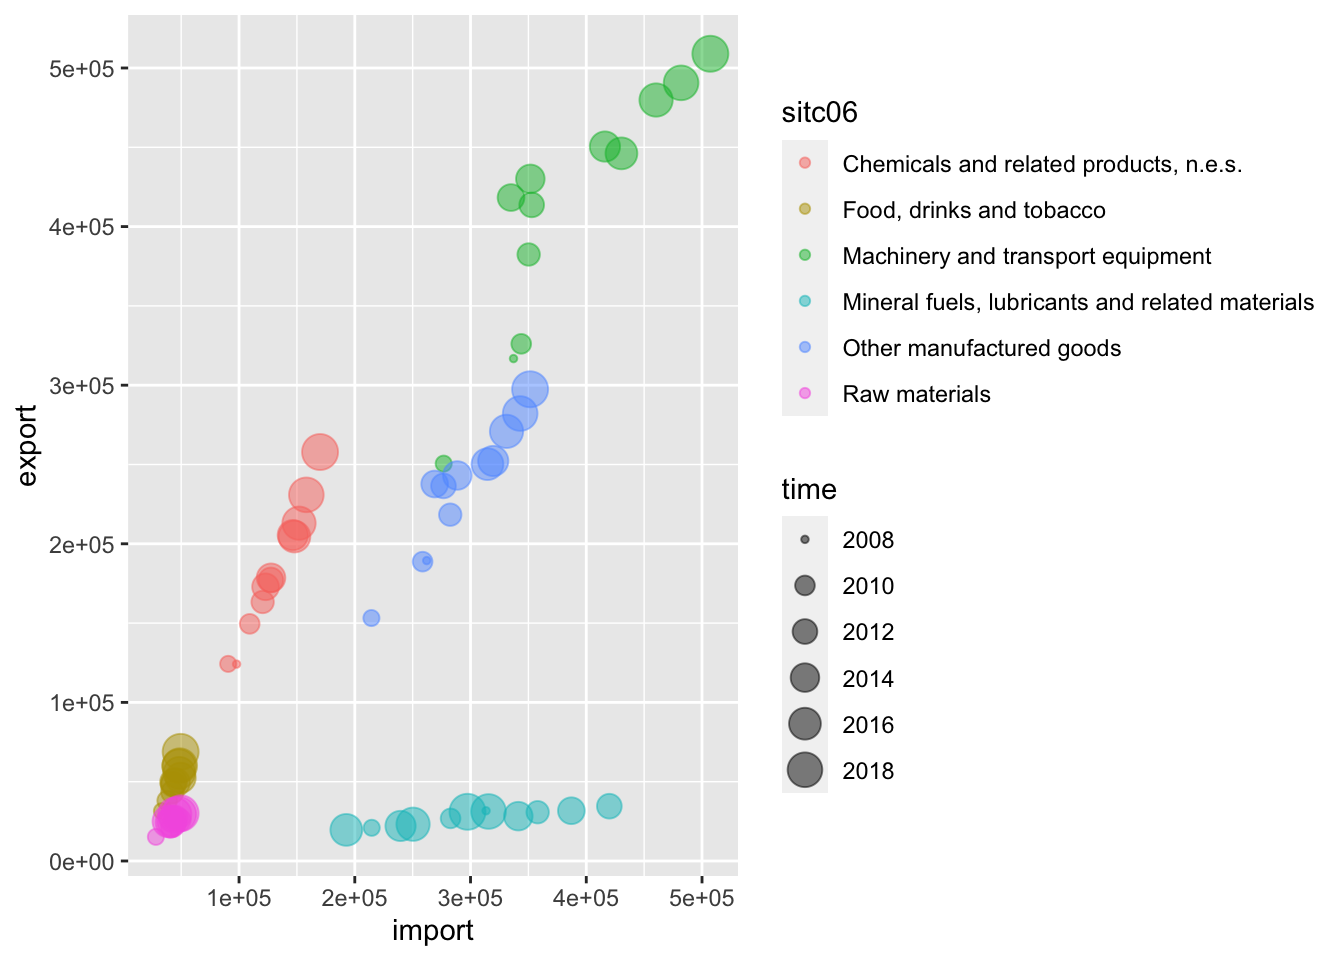 5e+05
4e+05
3e+05
2e+05
1e+05
0e+00
export
1e+05 2e+05 3e+05 4e+05 5e+05
import
sitc06
Chemicals and related products, n.e.s.
Food, drinks and tobacco
Machinery and transport equipment
Mineral fuels, lubricants and related materials
Other manufactured goods
Raw materials
time
2008
2010
2012
2014
2016
2018